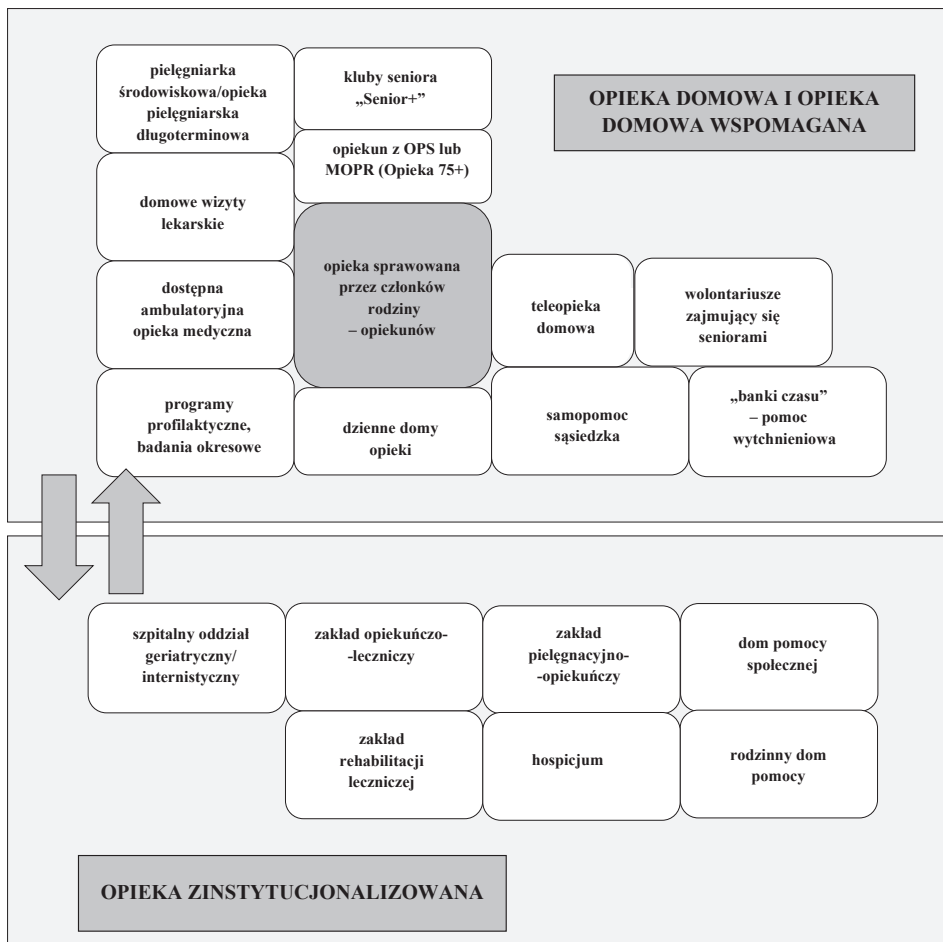 pielęgniarka
środowiskowa/opieka
pielęgniarska
długoterminowa
kluby seniora
„Senior+”
OPIEKA DOMOWA I OPIEKA
DOMOWA WSPOMAGANA
opiekun z OPS lub
MOPR (Opieka 75+)
domowe wizyty
lekarskie
opieka sprawowana
przez członków
rodziny
– opiekunów
dostępna
ambulatoryjna
opieka medyczna
teleopieka
domowa
wolontariusze
zajmujący się
seniorami
programy
profilaktyczne,
badania okresowe
dzienne domy
opieki
samopomoc
sąsiedzka
„banki czasu”
– pomoc
wytchnieniowa
szpitalny oddział
geriatryczny/
internistyczny
zakład opiekuńczo-
-leczniczy
zakład
pielęgnacyjno-
-opiekuńczy
dom pomocy
społecznej
zakład
rehabilitacji
leczniczej
hospicjum
rodzinny dom
pomocy
OPIEKA ZINSTYTUCJONALIZOWANA